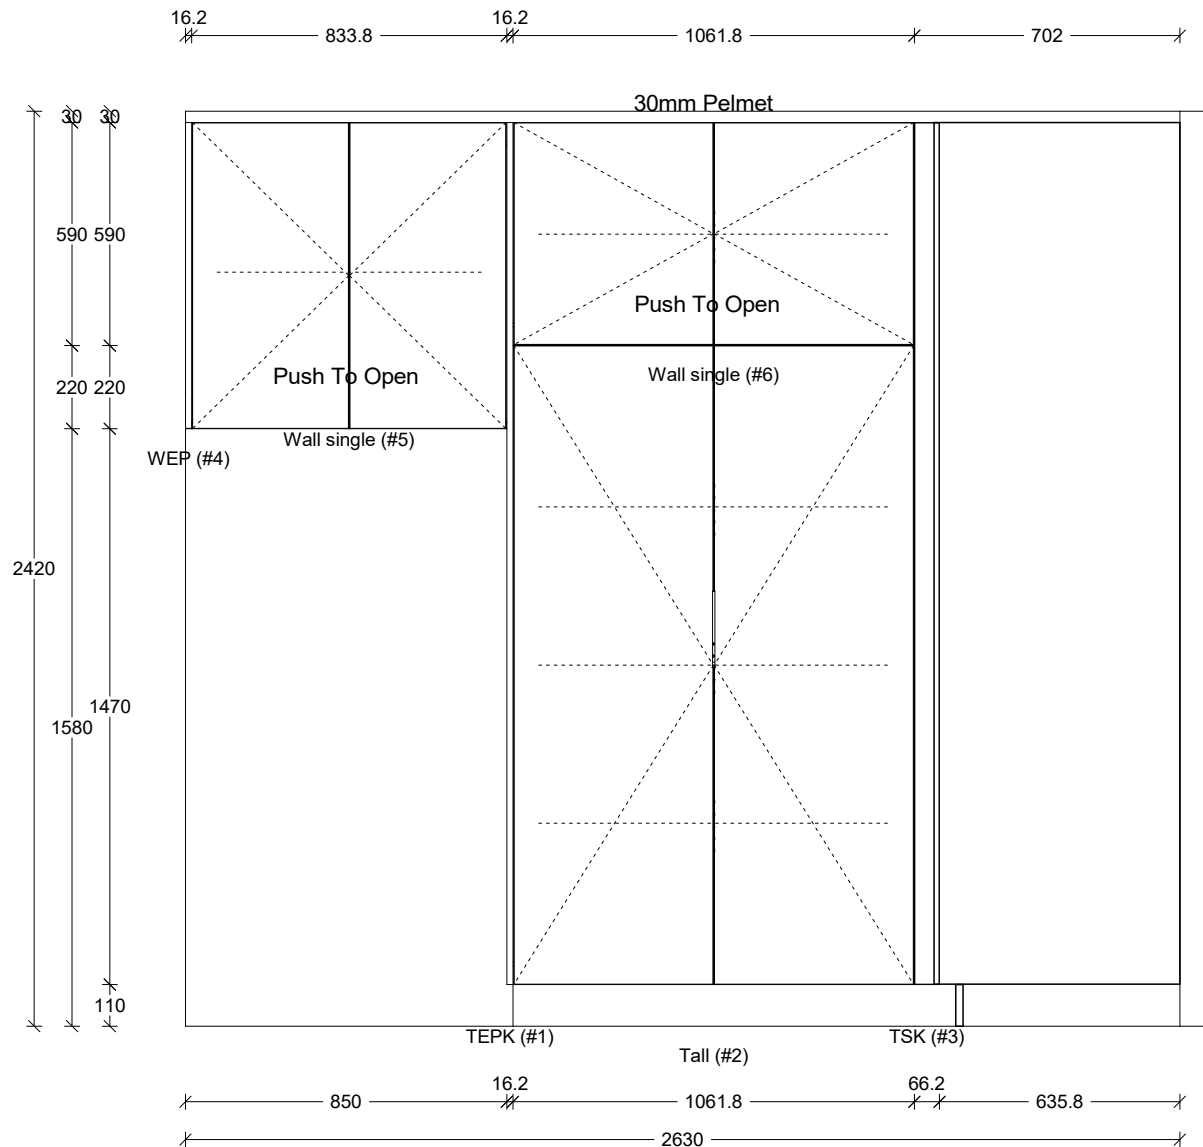 16.2 16.2
833.8 1061.8 702
30mm Pelmet
30 30
590 590
Push To Open
Wall single (#6)
Push To Open
220 220
Wall single (#5)
WEP (#4)
2420
1470
1580
110
TEPK (#1) TSK (#3)
Tall (#2)
16.2 66.2
850 1061.8 635.8
2630